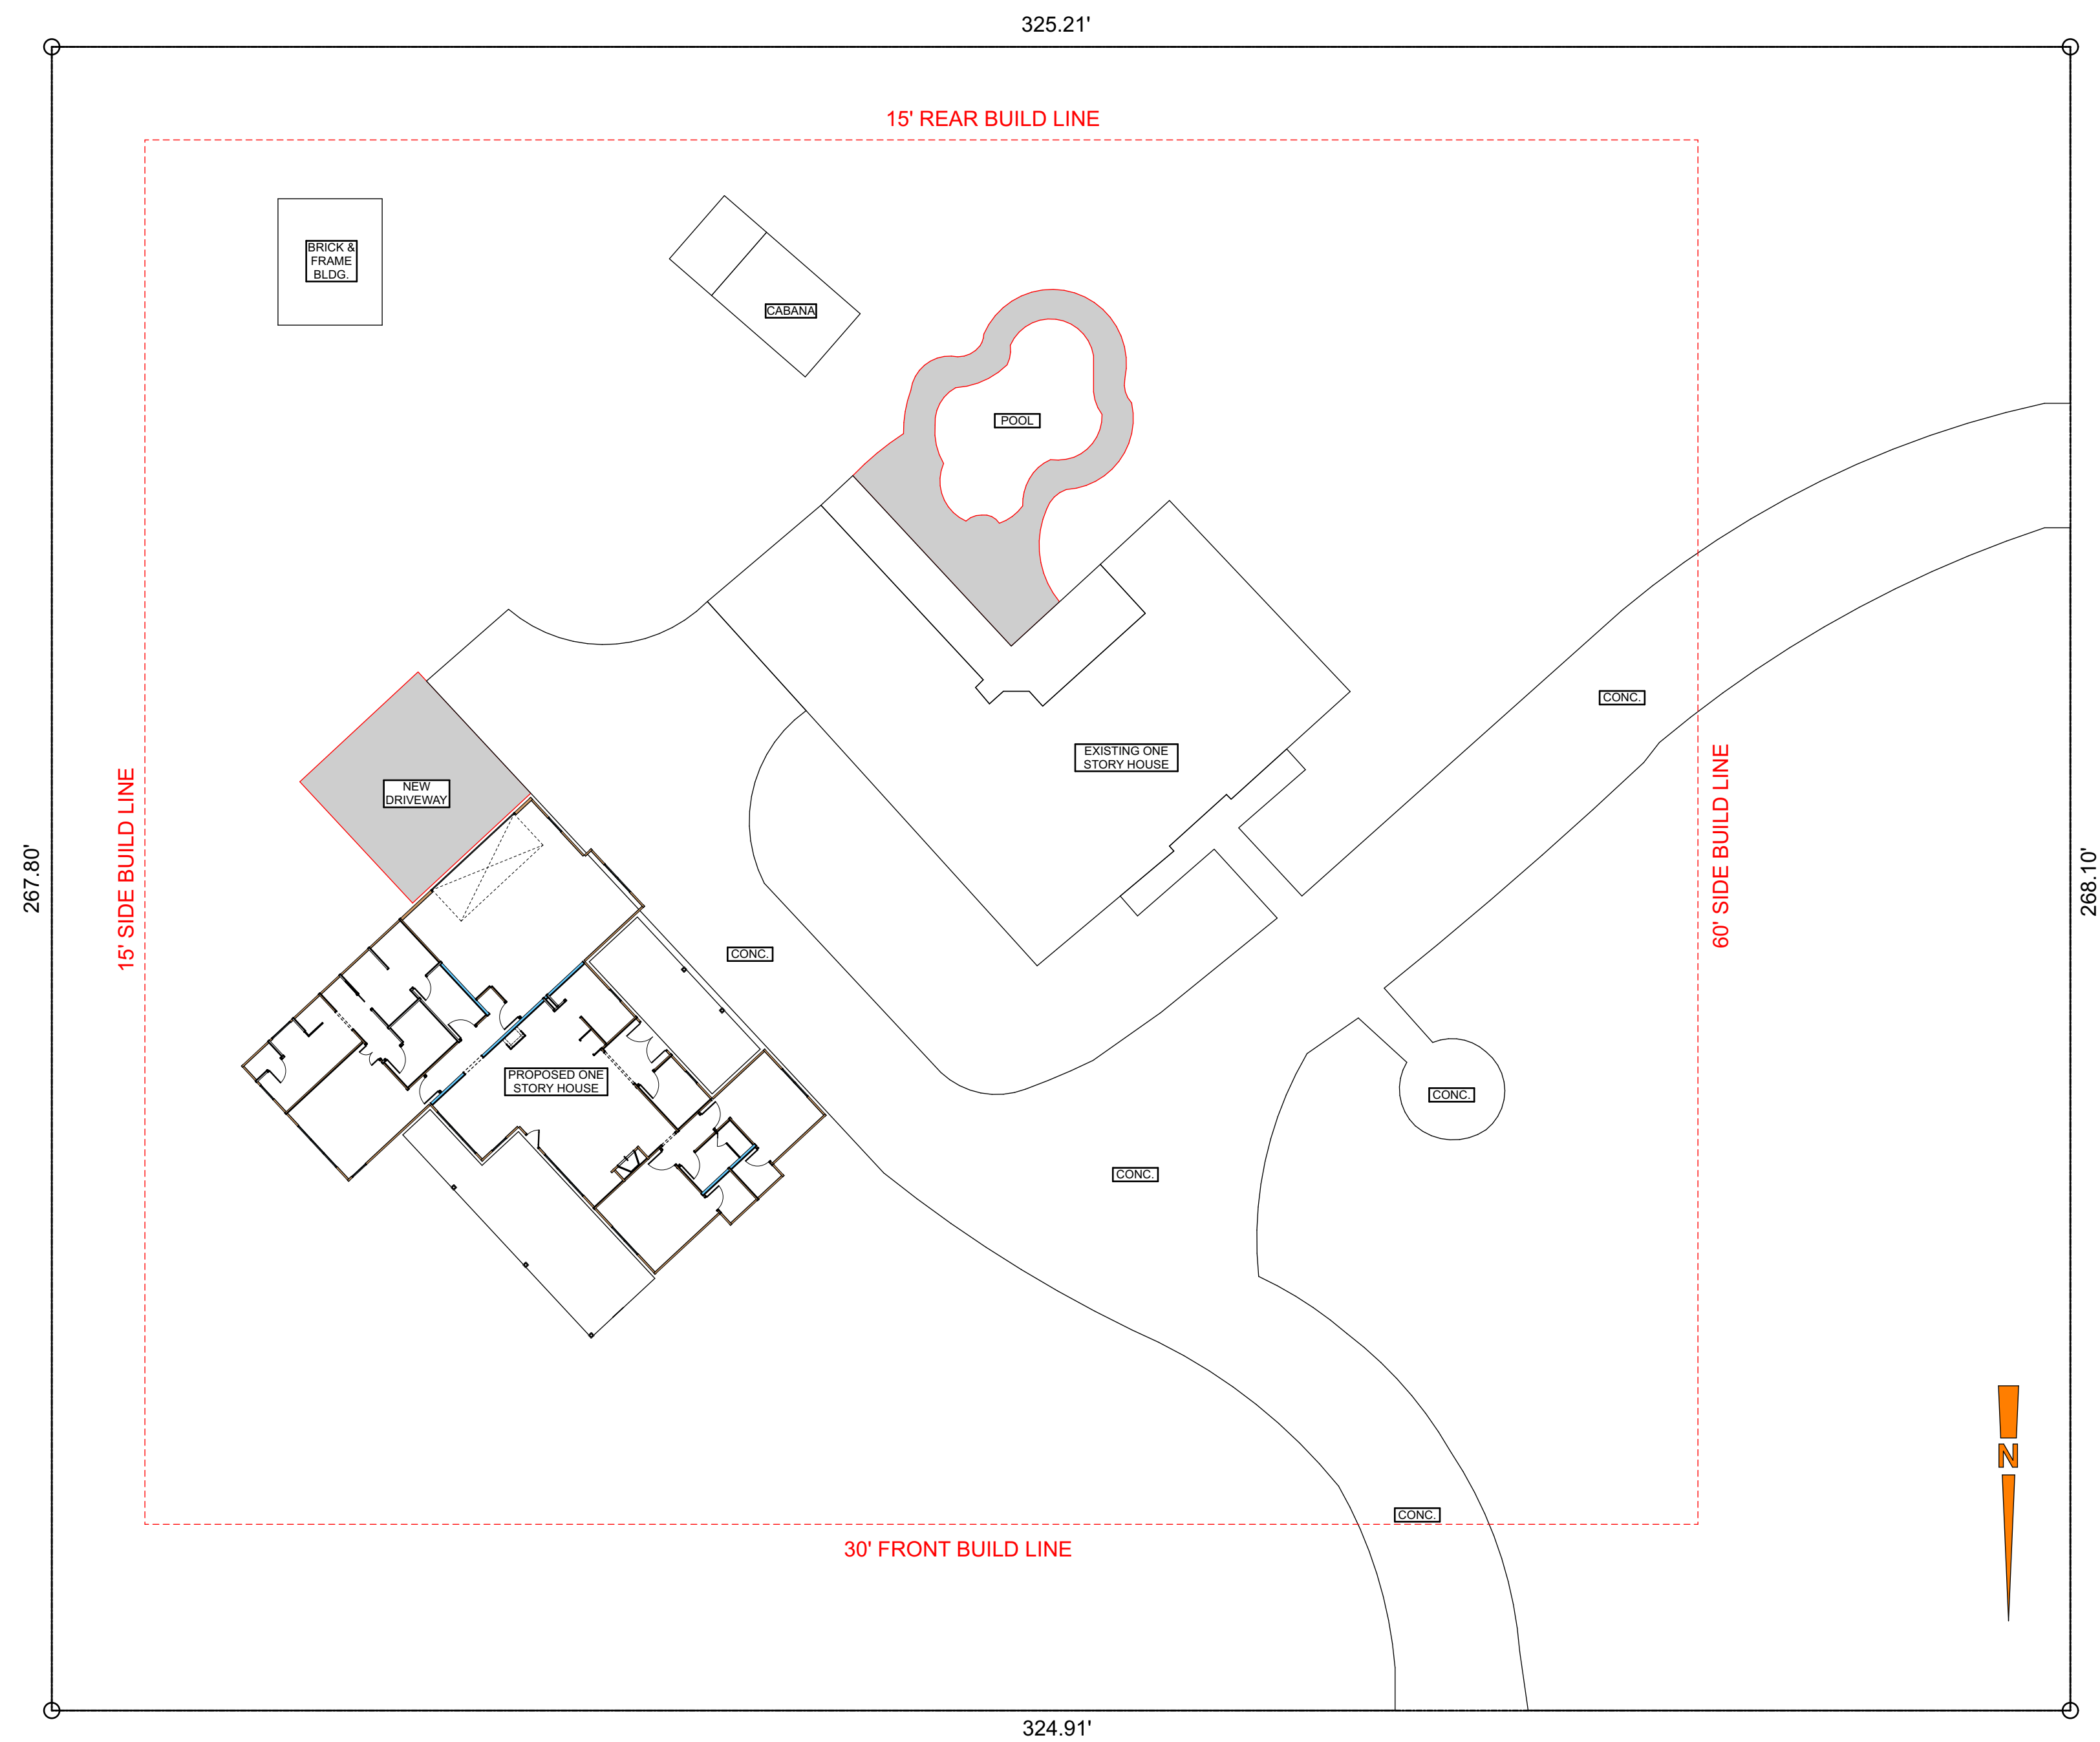 325.21'
15' REAR BUILD LINE
BRICK &
FRAME
BLDG.
CABANA
POOL
CONC.
EXISTING ONE
STORY HOUSE
NEW
DRIVEWAY
15' SIDE BUILD LINE
60' SIDE BUILD LINE
267.80'
268.10'
CONC.
PROPOSED ONE
STORY HOUSE
CONC.
CONC.
N
CONC.
30' FRONT BUILD LINE
324.91'